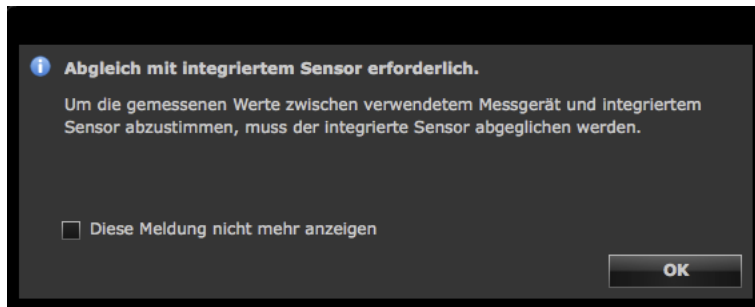 Abgleich mit integriertem Sensor erforderlich.
Um die gemessenen Werte zwischen verwendetem Messgerät und integriertem
Sensor abzustimmen, muss der integrierte Sensor abgeglichen werden.
Diese Meldung nicht mehr anzeigen
OK